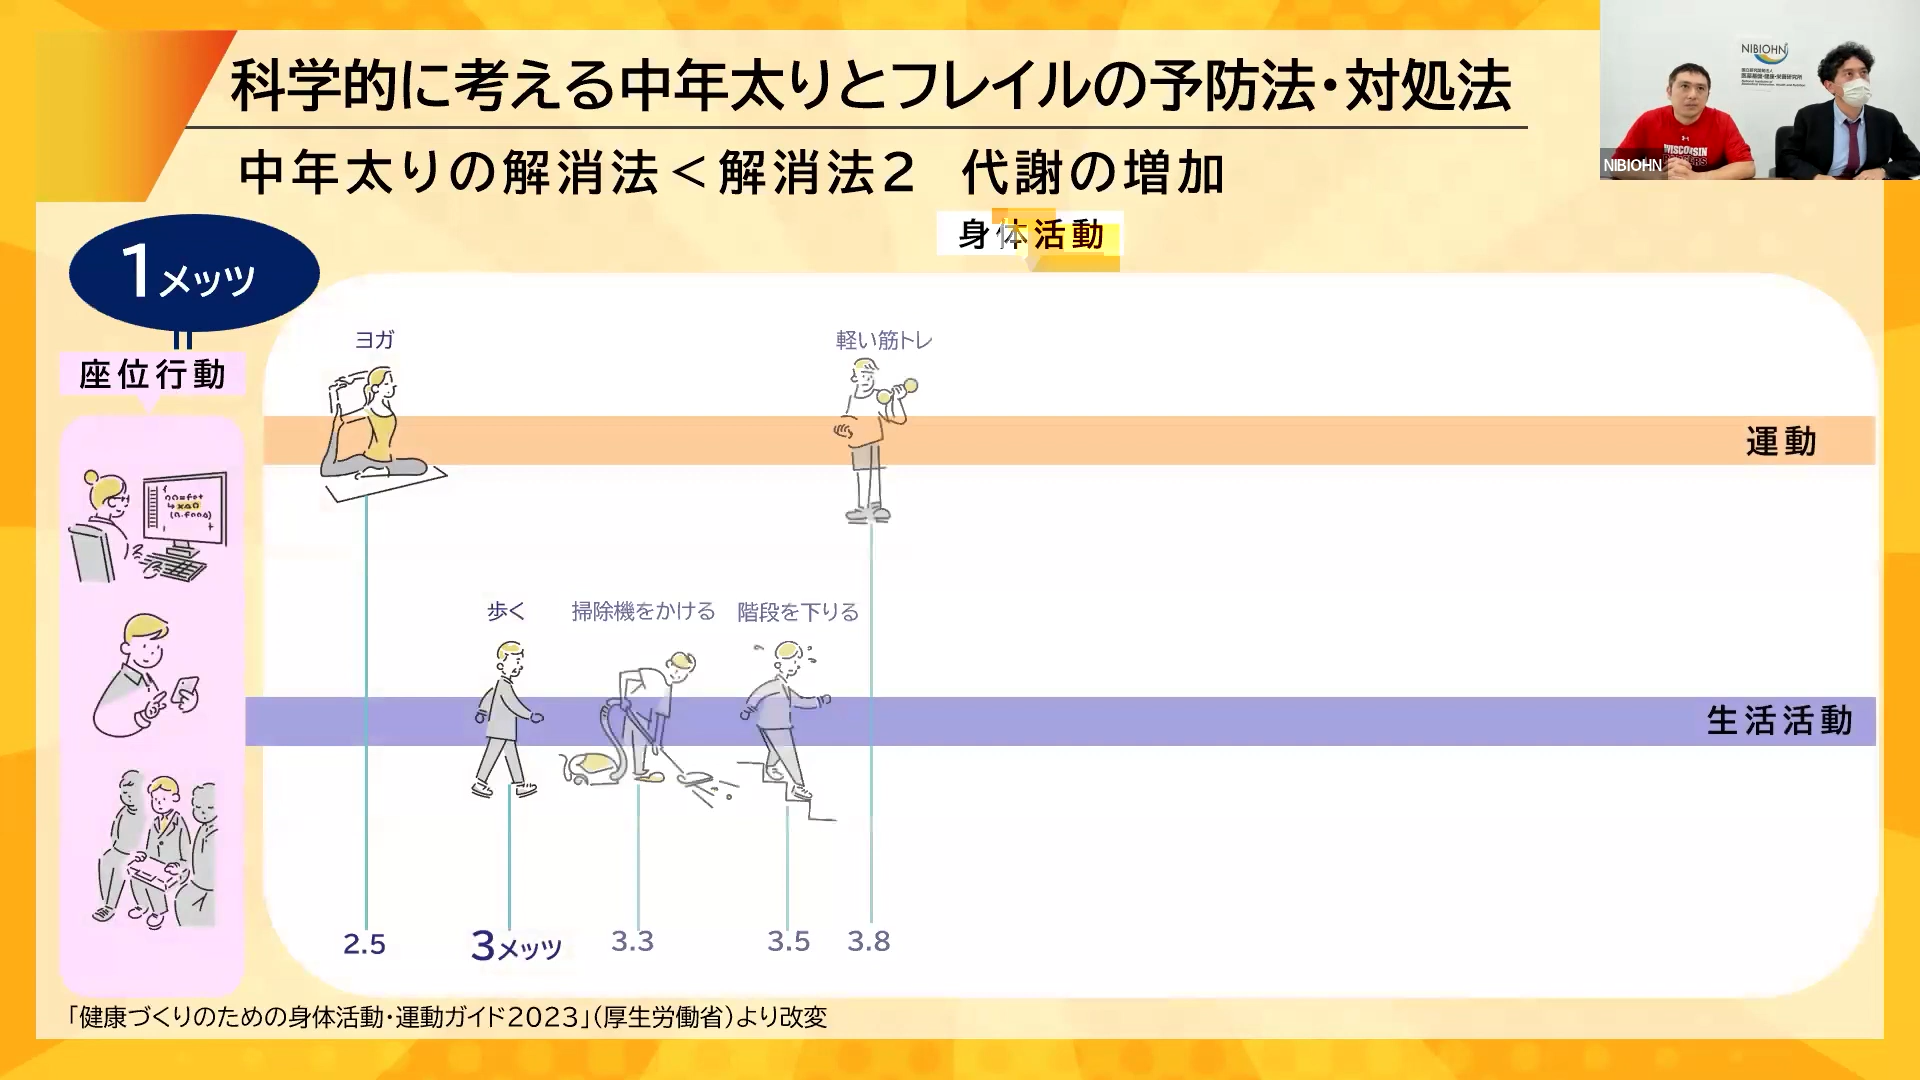 科学的に考える中年太りとフレイルの予防法・対処法
中年太りの解消法＜解消法2　代謝の増加
NIBIOHN
NIBIOHN
WISCONSIN
身体活動
1メッツ
座位行動
ヨガ
軽い筋トレ
運動
歩く
掃除機をかける
階段を下りる
生活活動
2.5
3メッツ
3.3
3.5
3.8
「健康づくりのための身体活動・運動ガイド2023」（厚生労働省）より改変